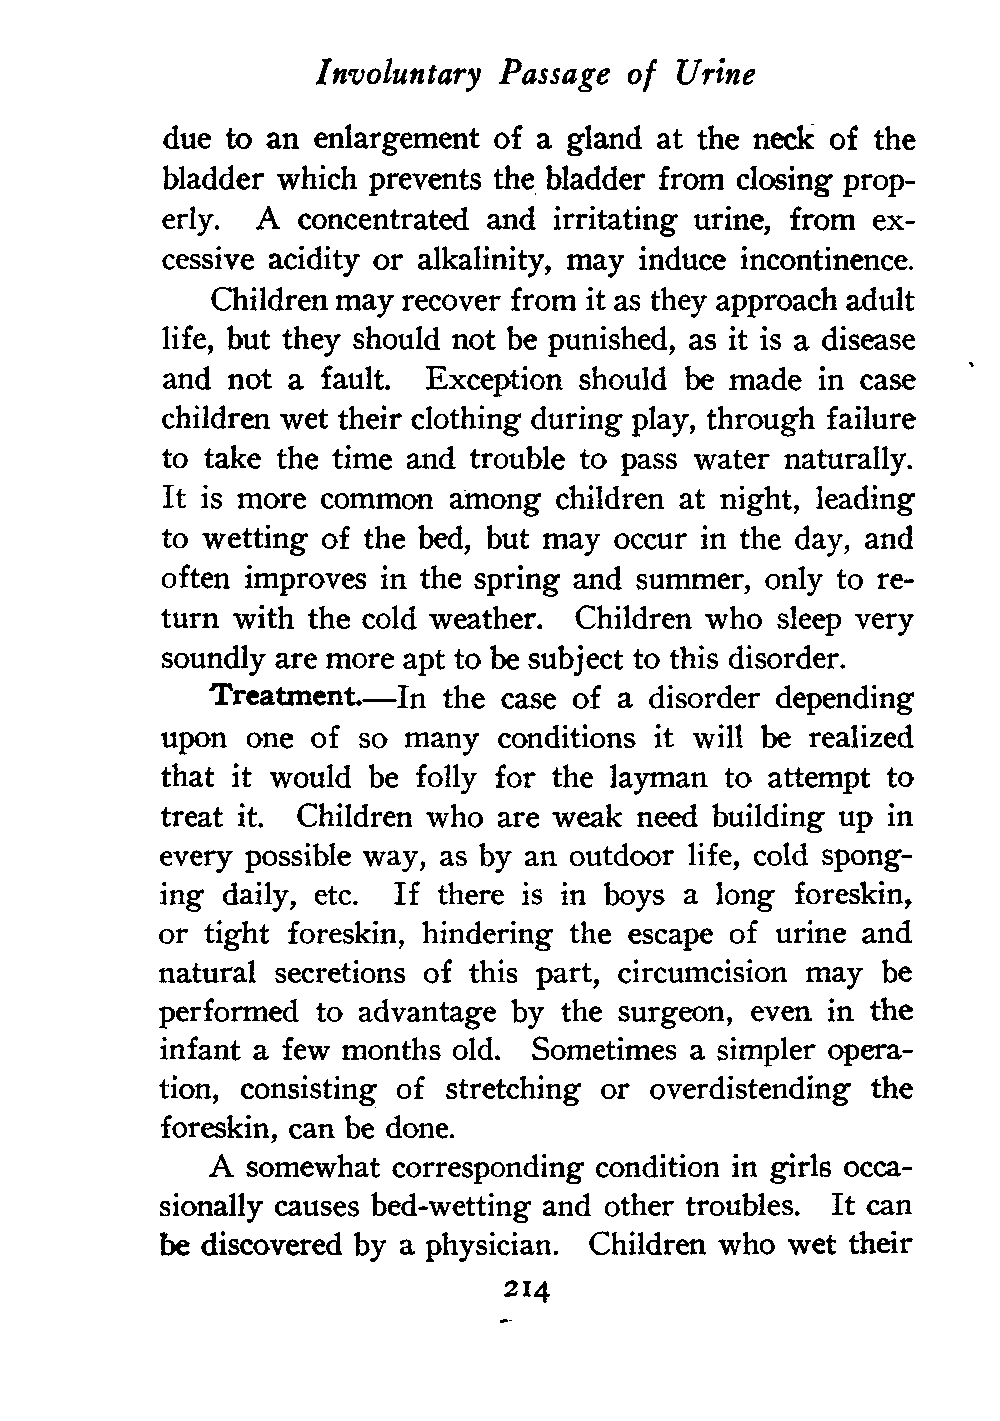 Involuntary Passage of Urine
due to an enlargement of a gland at the neck of the
bladder which prevents the bladder from closing prop-
erly. A concentrated and irritating urine, from ex-
cessive acidity or alkalinity, may induce incontinence.
Children may recover from it as they approach adult
life, but they should not be punished, as it is a disease
and not a fault. Exception should be made in case
children wet their clothing during play, through failure
to take the time and trouble to pass water naturally.
It is more common among children at night, leading
to wetting of the bed, but may occur in the day, and
often improves in the spring and summer, only to re-
turn with the cold weather. Children who sleep very
soundly are more apt to be subject to this disorder.
Treatment.—In the case of a disorder depending
upon one of so many conditions it will be realized
that it would be folly for the layman to attempt to
treat it. Children who are weak need building up in
every possible way, as by an outdoor life, cold spong-
ing daily, etc. If there is in boys a long foreskin,
or tight foreskin, hindering the escape of urine and
natural secretions of this part, circumcision may be
performed to advantage by the surgeon, even in the
infant a few months old. Sometimes a simpler opera-
tion, consisting of stretching or overdistending the
foreskin, can be done.
A somewhat corresponding condition in girls occa-
sionally causes bed-wetting and other troubles. It can
be discovered by a physician. Children who wet their
214